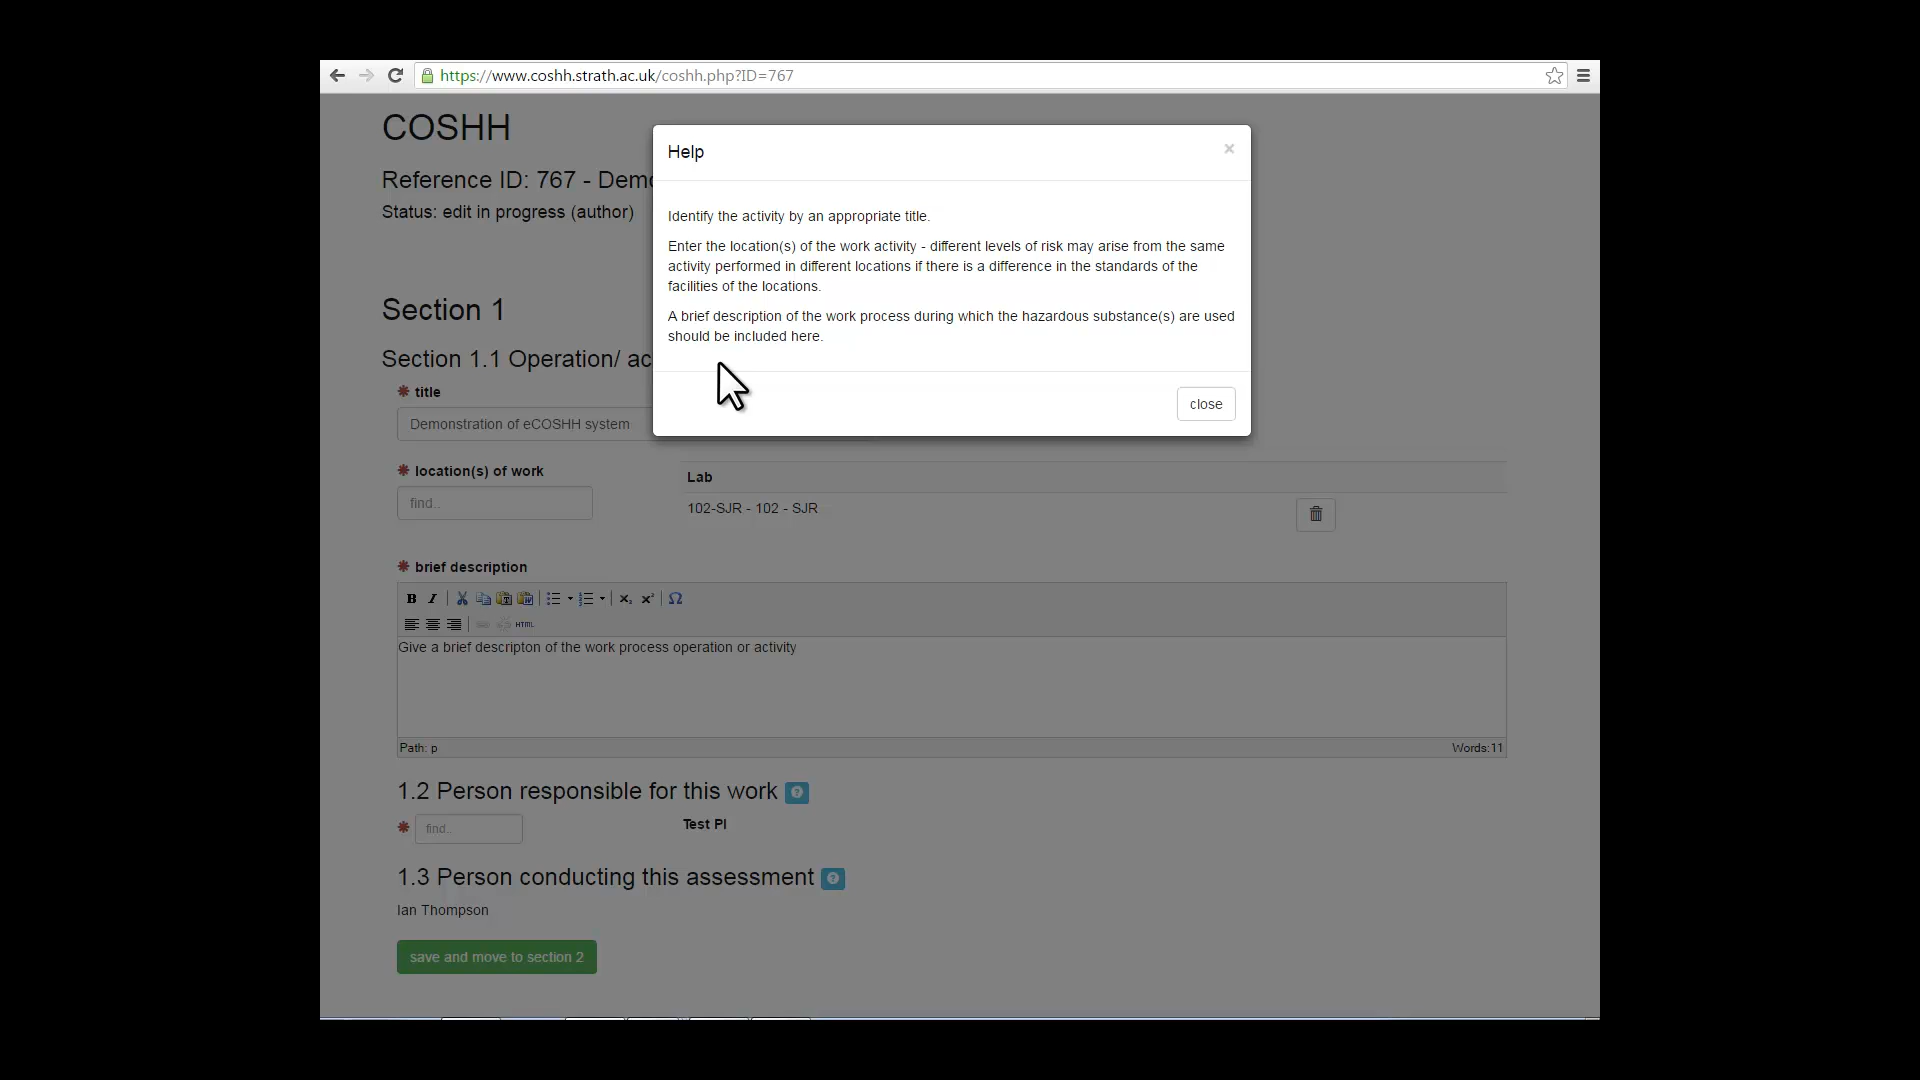 https://www.coshh.strath.ac.uk/coshh.php?ID=767
COSHH
Reference ID: 767 - Demo
Status: edit in progress (author)
Help
×
Identify the activity by an appropriate title.
Enter the location(s) of the work activity - different levels of risk may arise from the same
activity performed in different locations if there is a difference in the standards of the
facilities of the locations.
A brief description of the work process during which the hazardous substance(s) are used
should be included here.
close
Section 1
Section 1.1 Operation/ ac
title
Demonstration of eCOSHH system
location(s) of work
find..
Lab
102-SJR - 102 - SJR
brief description
HTML
Give a brief descripton of the work process operation or activity
Path: p
Words:11
1.2 Person responsible for this work
find..
Test PI
1.3 Person conducting this assessment
Ian Thompson
save and move to section 2